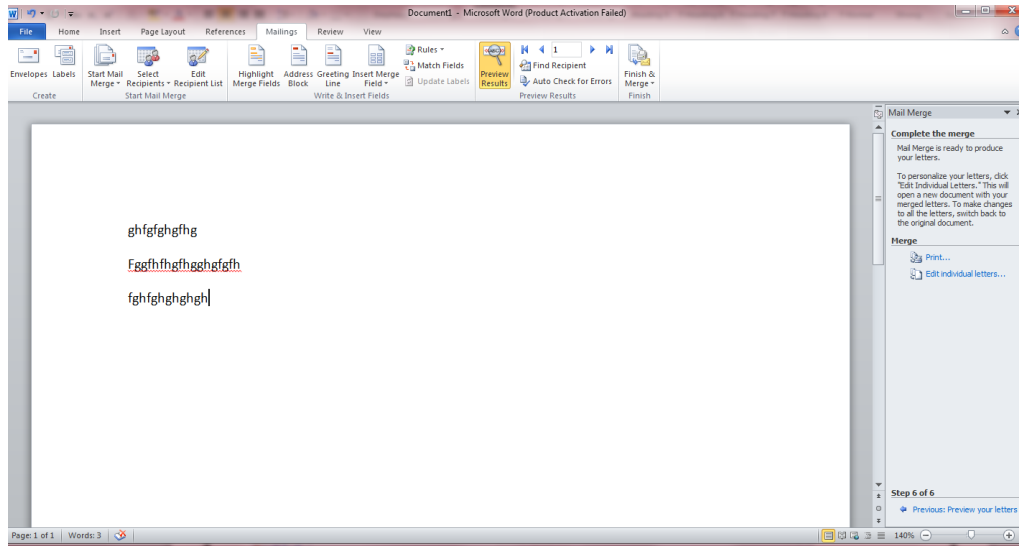 Document1 - Microsoft Word (Product Activation Failed)
File Home Insert Page Layout References Mailings Review View
Envelopes Labels
Create
Start Mail Merge
Select Recipients
Edit Recipient List
Start Mail Merge
Highlight Merge Fields
Address Block
Greeting Line
Insert Merge Field
Write & Insert Fields
Rules
Match Fields
Update Labels
Preview Results
1
Find Recipient
Auto Check for Errors
Preview Results
Finish & Merge
Finish
ghfgfghgfhg
Fggfhfhgfhgghgfgfh
fghfghghghgh
Mail Merge
Complete the merge
Mail Merge is ready to produce
your letters.
To personalize your letters, click
"Edit Individual Letters." This will
open a new document with your
merged letters. To make changes
to all the letters, switch back to
the original document.
Merge
Print...
Edit individual letters...
Step 6 of 6
Previous: Preview your letters
Page: 1 of 1 Words: 3 140%